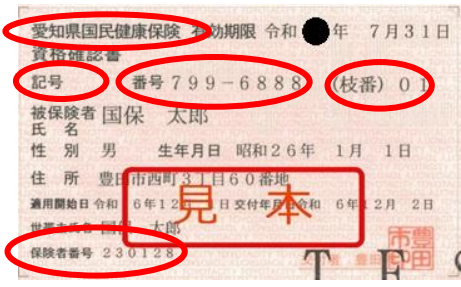 愛知県国民健康保険 有効期限 令和 年 7月31日
資格確認書
記号 番号 799-6888 (枝番) 01
被保険者氏名 国保 太郎
性別 男 生年月日 昭和26年 1月 1日
住所 豊田市西町3丁目60番地
適用開始日 令和 6年12月 1日 交付年月日 令和 6年12月 2日
世帯主氏名 国保 太郎
保険者番号 230128
見本
豊田市
T F